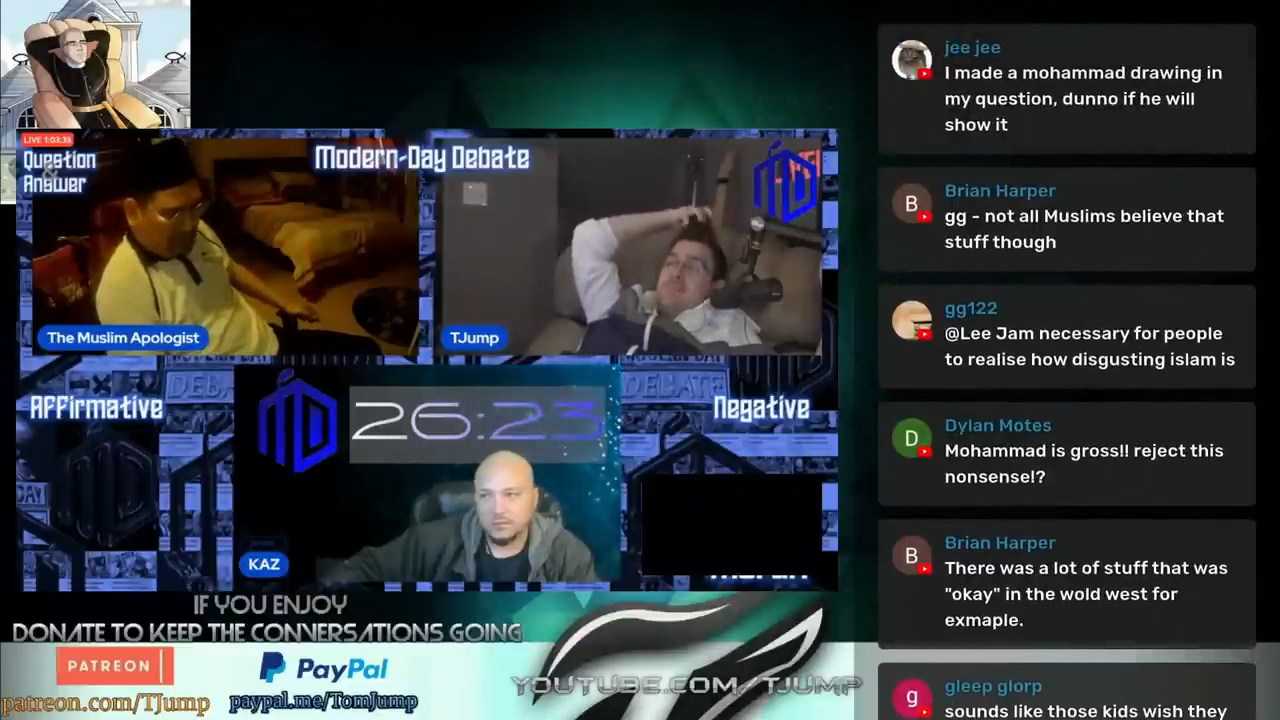 LIVE 1:03:33
Question
&
Answer
Modern-Day Debate
The Muslim Apologist
TJump
Affirmative
26:23
Negative
KAZ
IF YOU ENJOY
DONATE TO KEEP THE CONVERSATIONS GOING
PATREON
PayPal
patreon.com/TJump
paypal.me/TomJump
YOUTUBE.COM/TJUMP
jee jee
I made a mohammad drawing in
my question, dunno if he will
show it
B
Brian Harper
gg - not all Muslims believe that
stuff though
gg122
@Lee Jam necessary for people
to realise how disgusting islam is
D
Dylan Motes
Mohammad is gross!! reject this
nonsense!?
B
Brian Harper
There was a lot of stuff that was
"okay" in the wold west for
exmaple.
g
gleep glorp
sounds like those kids wish they